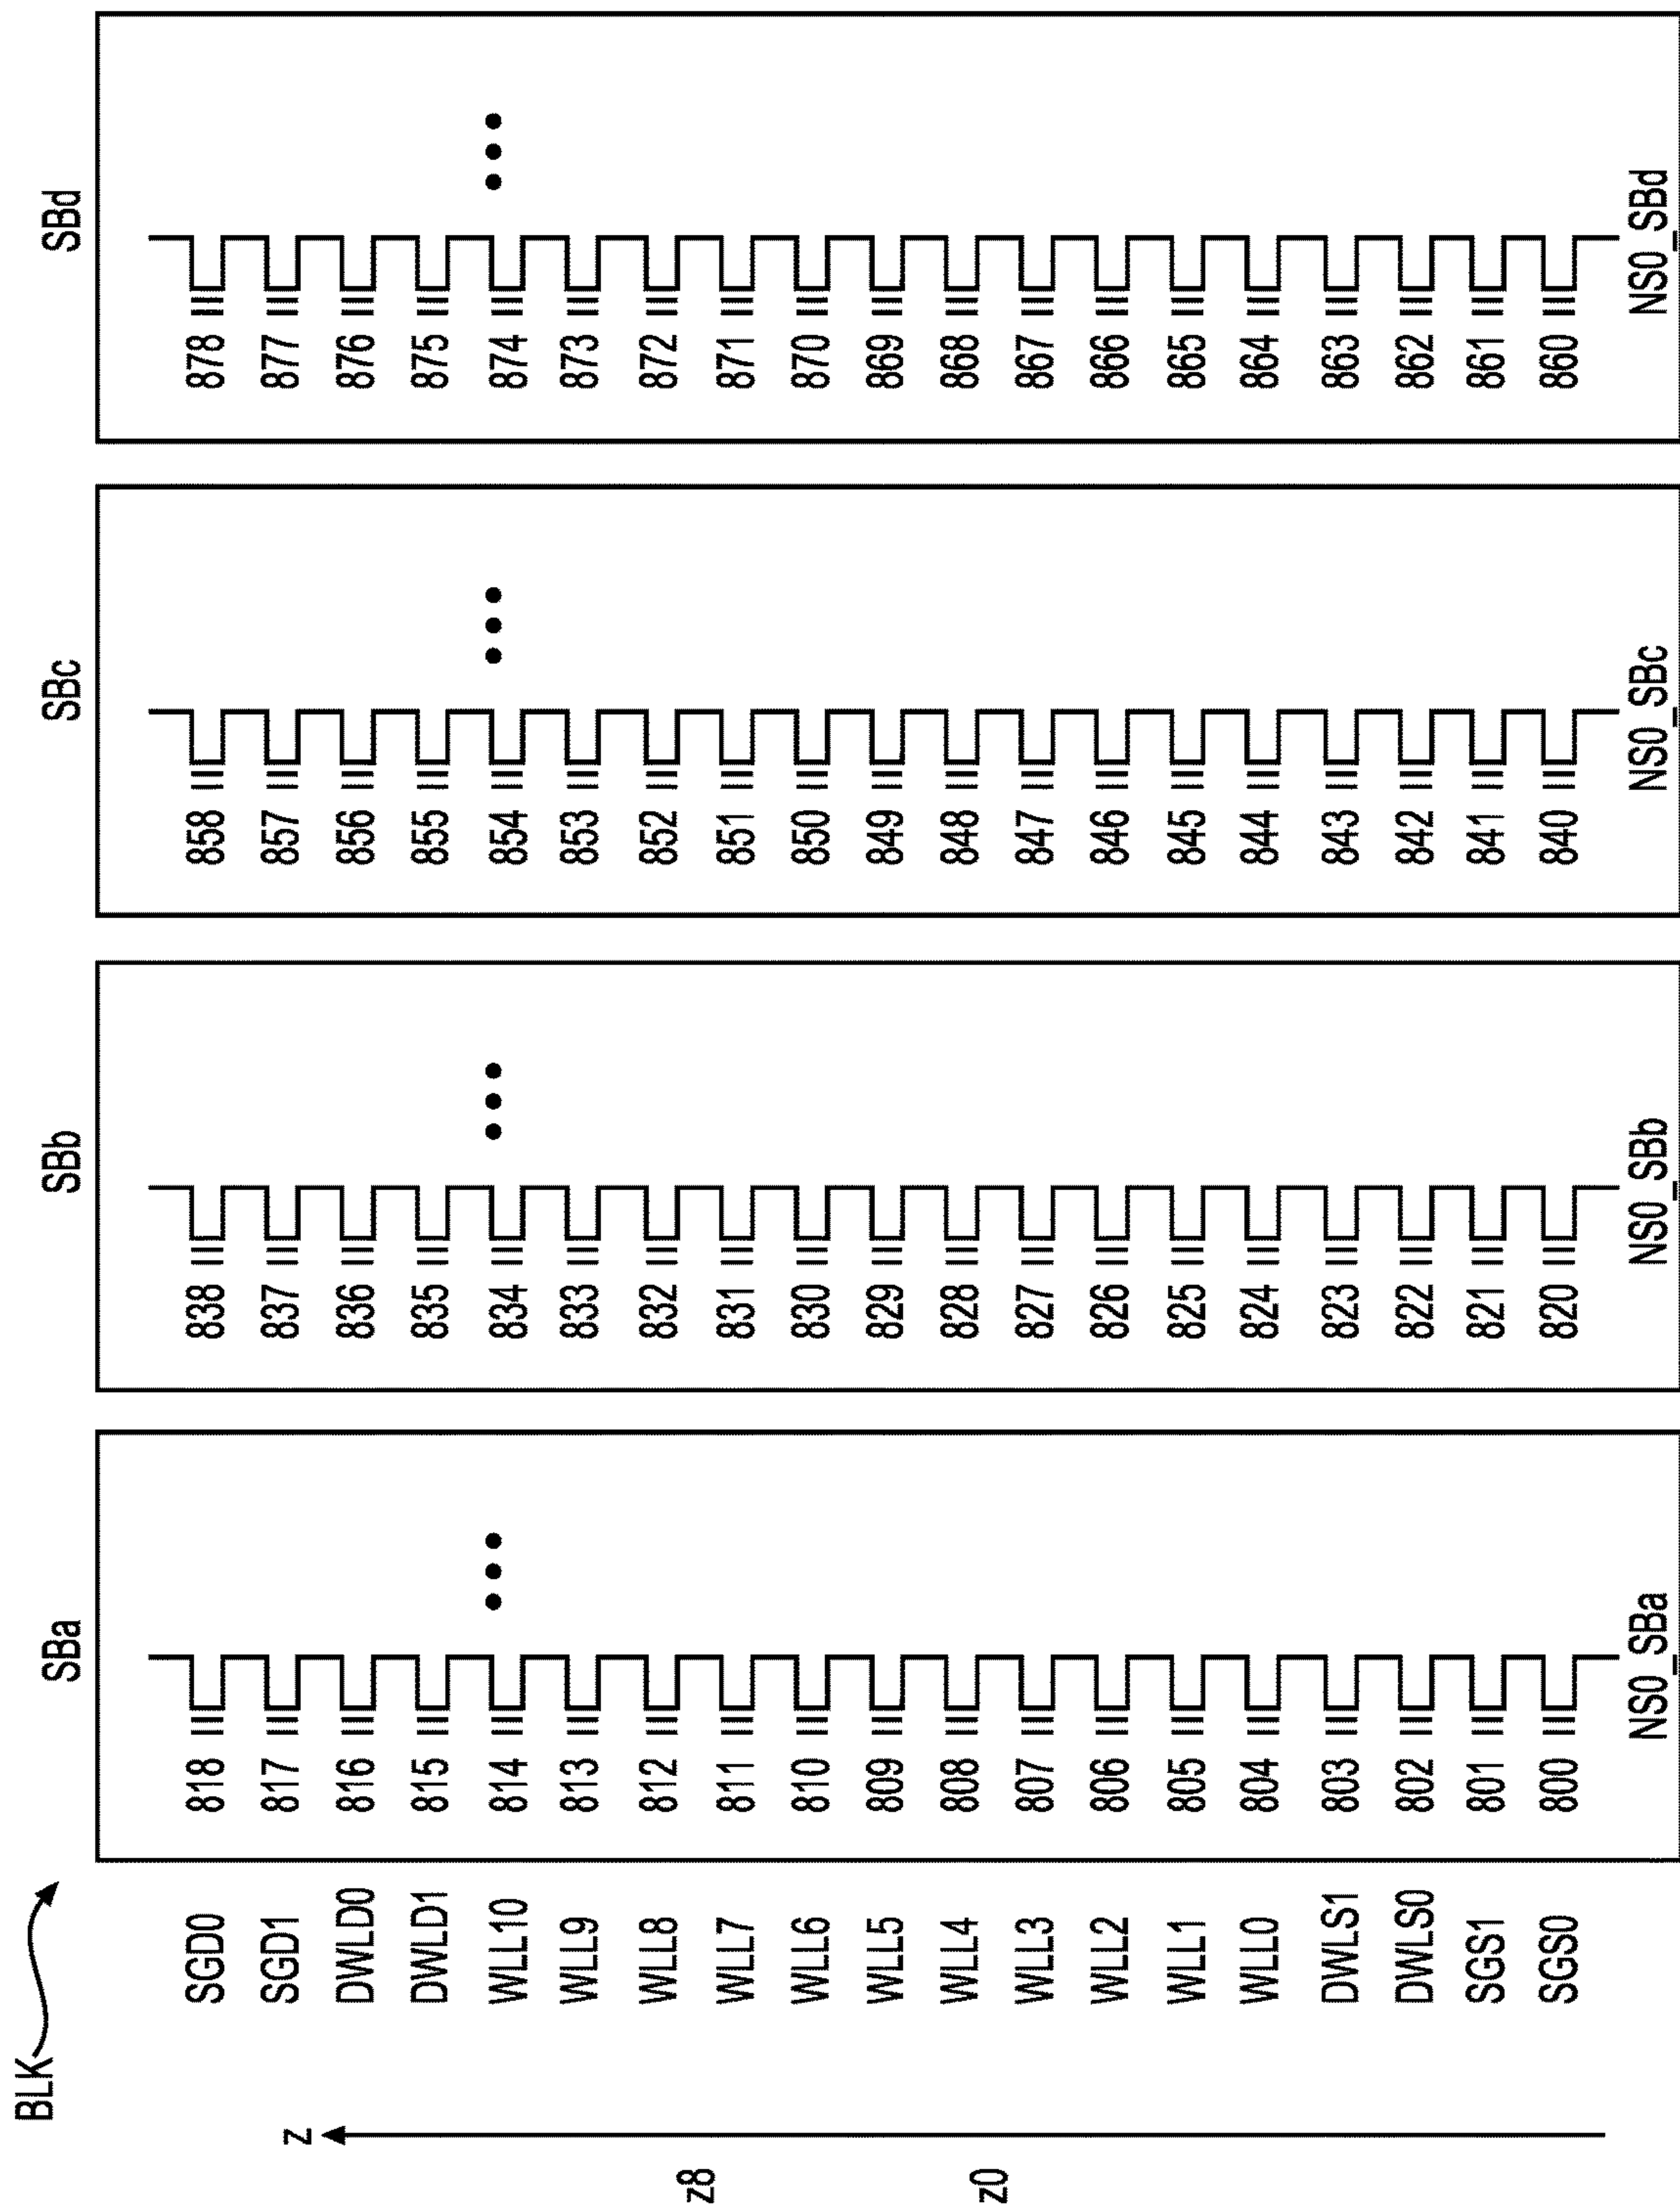 BLK
SBa SBb SBc SBd
SGD0 818 838 858 878
SGD1 817 837 857 877
z
DWLD0 816 836 856 876
DWLD1 815 835 855 875
WLL10 814 834 854 874
WLL9 813 833 853 873
WLL8 812 832 852 872
z8
WLL7 811 831 851 871
WLL6 810 830 850 870
WLL5 809 829 849 869
WLL4 808 828 848 868
z0
WLL3 807 827 847 867
WLL2 806 826 846 866
WLL1 805 825 845 865
WLL0 804 824 844 864
DWLS1 803 823 843 863
DWLS0 802 822 842 862
SGS1 801 821 841 861
SGS0 800 820 840 860
NS0_SBa NS0_SBb NS0_SBc NS0_SBd